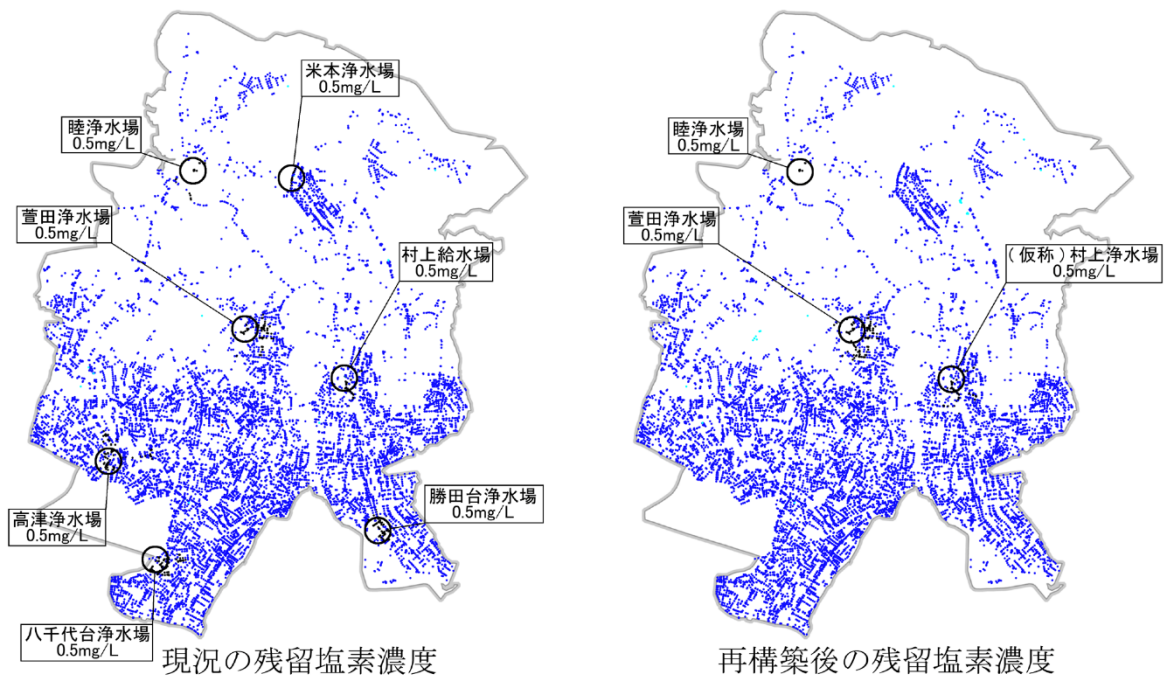 米本浄水場
0.5mg/L
睦浄水場
0.5mg/L
萱田浄水場
0.5mg/L
村上給水場
0.5mg/L
高津浄水場
0.5mg/L
勝田台浄水場
0.5mg/L
八千代台浄水場
0.5mg/L
現況の残留塩素濃度
睦浄水場
0.5mg/L
萱田浄水場
0.5mg/L
(仮称)村上浄水場
0.5mg/L
再構築後の残留塩素濃度